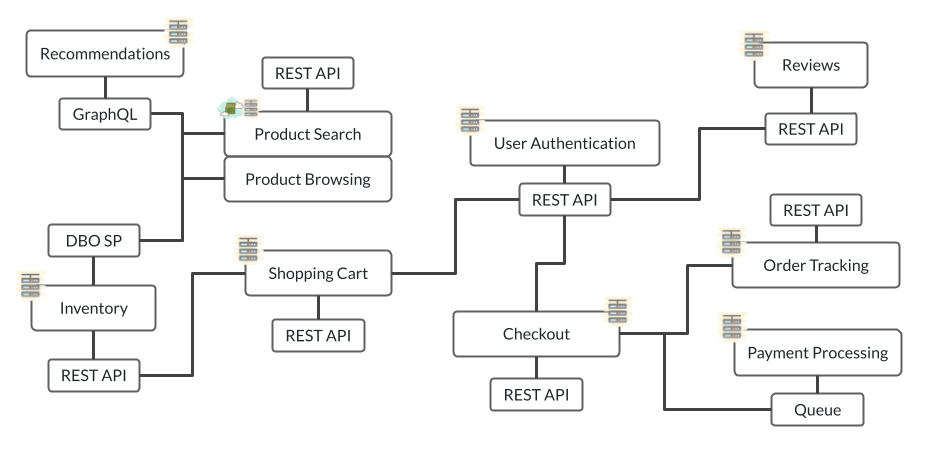 Recommendations
GraphQL
REST API
Product Search
Product Browsing
DBO SP
Inventory
REST API
Shopping Cart
REST API
User Authentication
REST API
Checkout
REST API
Reviews
REST API
REST API
Order Tracking
Payment Processing
Queue